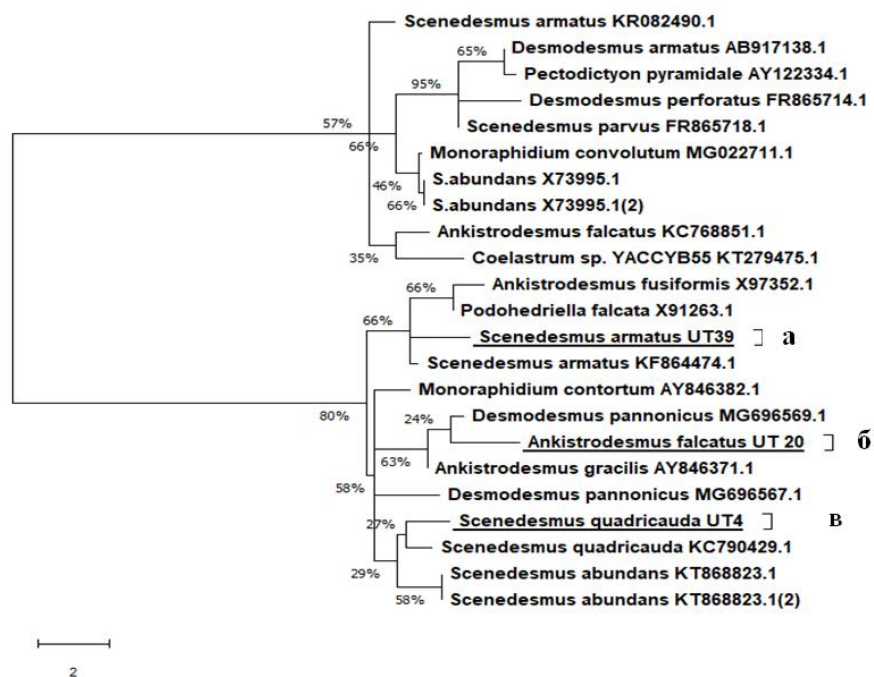 Scenedesmus armatus KR082490.1
65%
Desmodesmus armatus AB917138.1
Pectodictyon pyramidale AY122334.1
95%
Desmodesmus perforatus FR865714.1
57%
Scenedesmus parvus FR865718.1
66%
Monoraphidium convolutum MG022711.1
46%
S.abundans X73995.1
66%
S.abundans X73995.1(2)
Ankistrodesmus falcatus KC768851.1
35%
Coelastrum sp. YACCYB55 KT279475.1
66%
Ankistrodesmus fusiformis X97352.1
Podohedriella falcata X91263.1
66%
Scenedesmus armatus UT39 а
Scenedesmus armatus KF864474.1
Monoraphidium contortum AY846382.1
80%
24%
Desmodesmus pannonicus MG696569.1
Ankistrodesmus falcatus UT 20 б
63%
Ankistrodesmus gracilis AY846371.1
58%
Desmodesmus pannonicus MG696567.1
27%
Scenedesmus quadricauda UT4 в
Scenedesmus quadricauda KC790429.1
29%
Scenedesmus abundans KT868823.1
58%
Scenedesmus abundans KT868823.1(2)
2